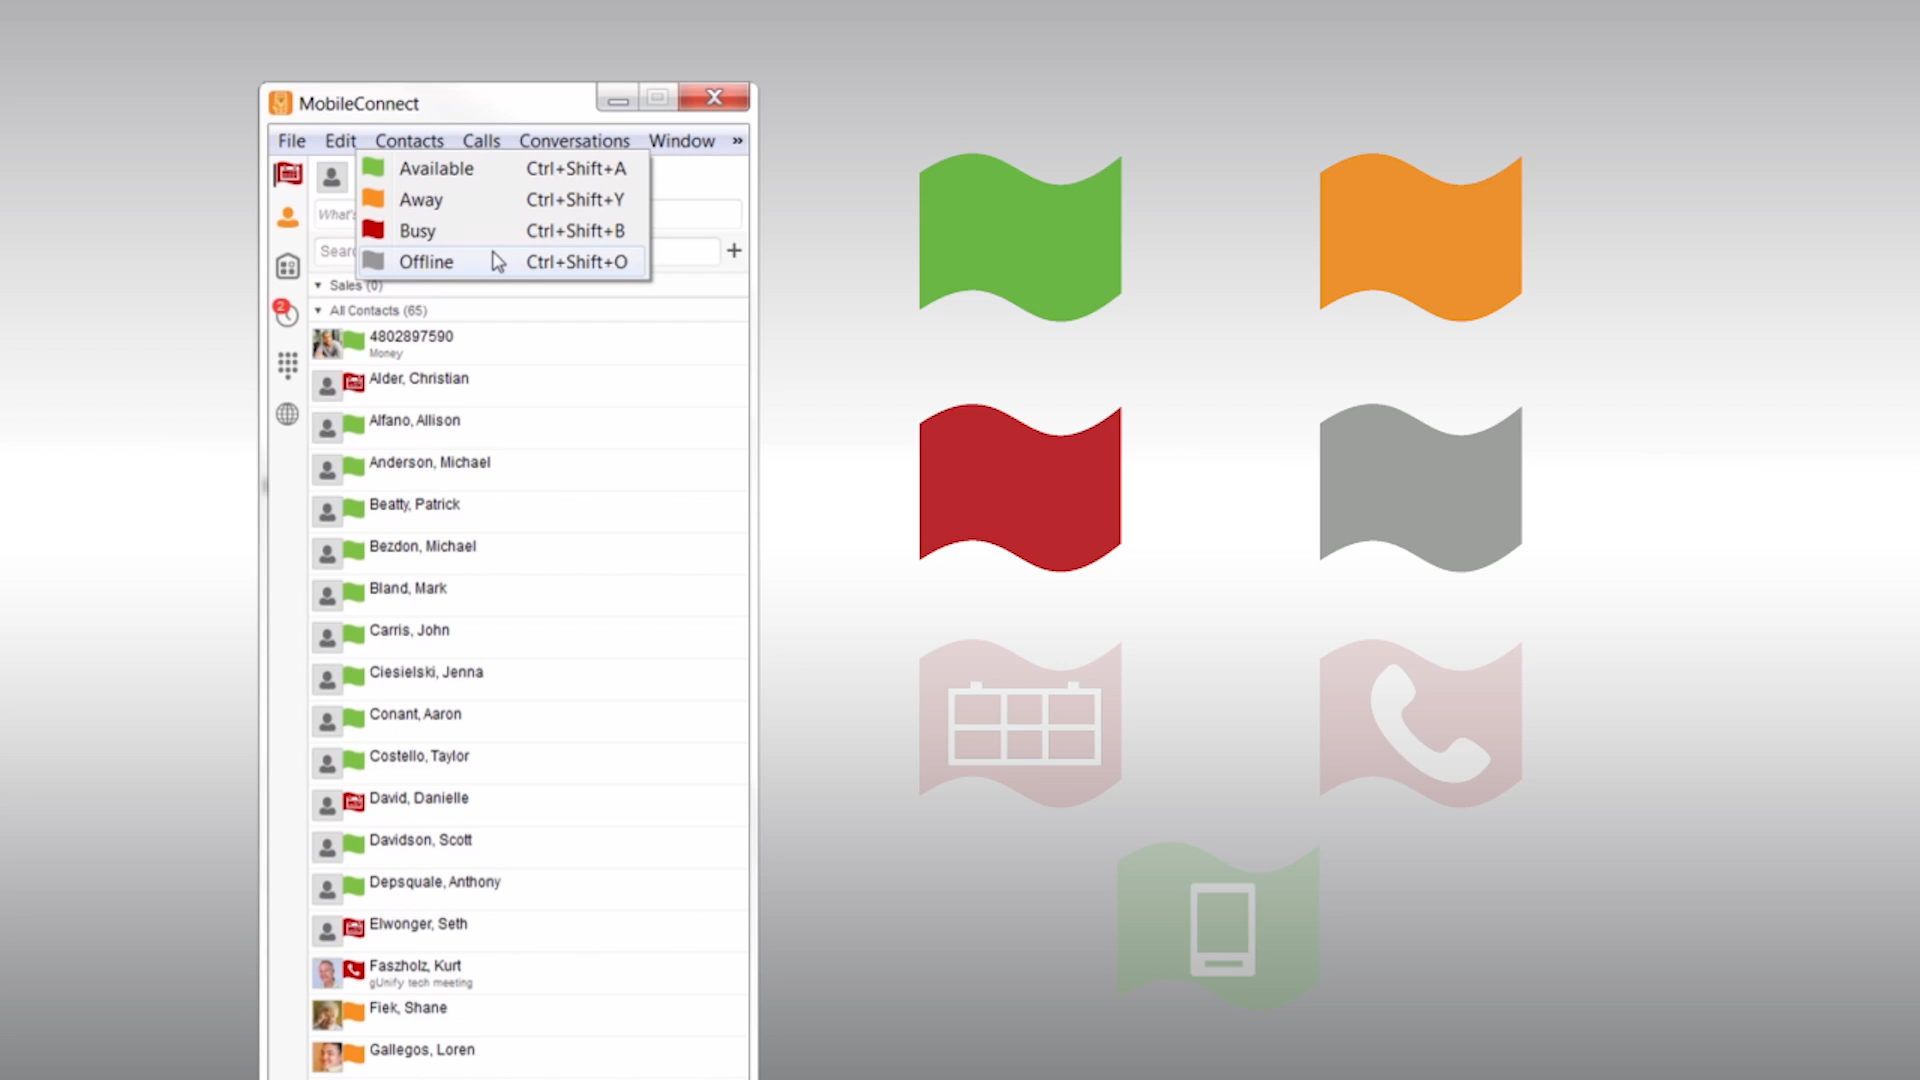 MobileConnect
File Edit Contacts Calls Conversations Window »
Available Ctrl+Shift+A
Away Ctrl+Shift+Y
What's
Busy Ctrl+Shift+B
Sear
Offline Ctrl+Shift+O
Sales (0)
All Contacts (65)
2
4802897590
Money
Alder, Christian
Alfano, Allison
Anderson, Michael
Beatty, Patrick
Bezdon, Michael
Bland, Mark
Carris, John
Ciesielski, Jenna
Conant, Aaron
Costello, Taylor
David, Danielle
Davidson, Scott
Depsquale, Anthony
Elwonger, Seth
Faszholz, Kurt
gUnify tech meeting
Fiek, Shane
Gallegos, Loren